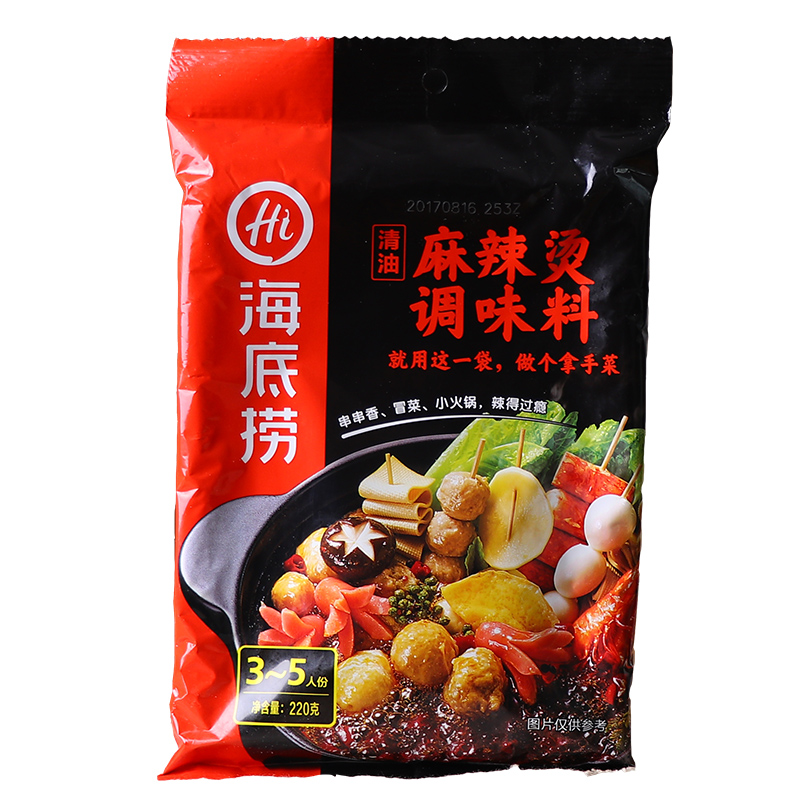 Hi
海底捞
20170816 253Z
清油
麻辣烫
调味料
就用这一袋，做个拿手菜
串串香、冒菜、小火锅，辣得过瘾
3~5人份
净含量：220克
图片仅供参考